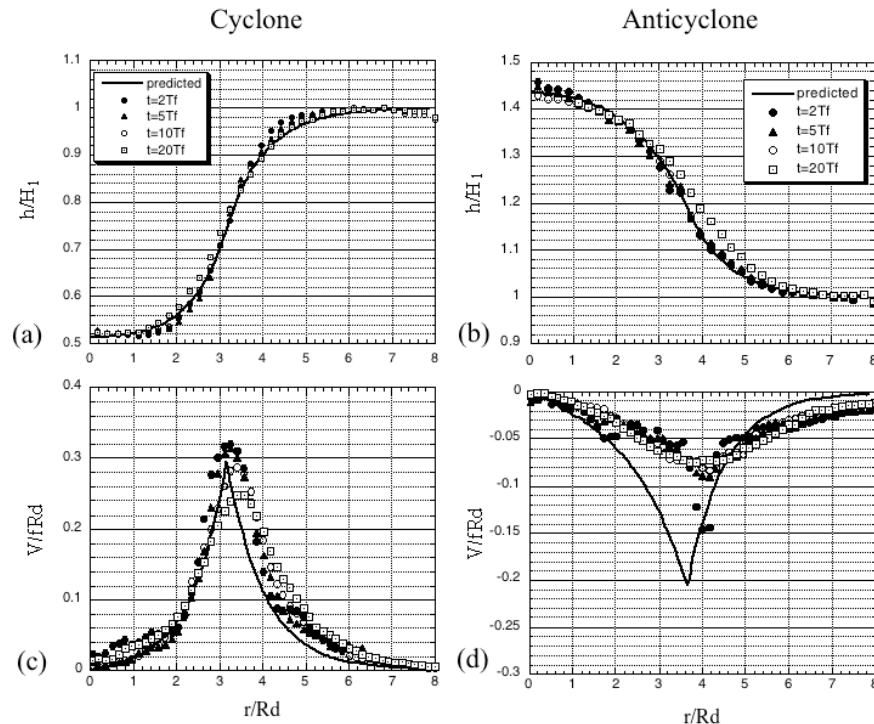 Cyclone
Anticyclone
1.1
1
0.9
0.8
0.7
0.6
0.5
h/H1
predicted
t=2Tf
t=5Tf
t=10Tf
t=20Tf
0 1 2 3 4 5 6 7 8
(a)
1.5
1.4
1.3
1.2
1.1
1
0.9
h/H1
predicted
t=2Tf
t=5Tf
t=10Tf
t=20Tf
0 1 2 3 4 5 6 7 8
(b)
0.4
0.3
0.2
0.1
0
V/fRd
0 1 2 3 4 5 6 7 8
r/Rd
(c)
0
-0.05
-0.1
-0.15
-0.2
-0.25
-0.3
V/fRd
0 1 2 3 4 5 6 7 8
r/Rd
(d)